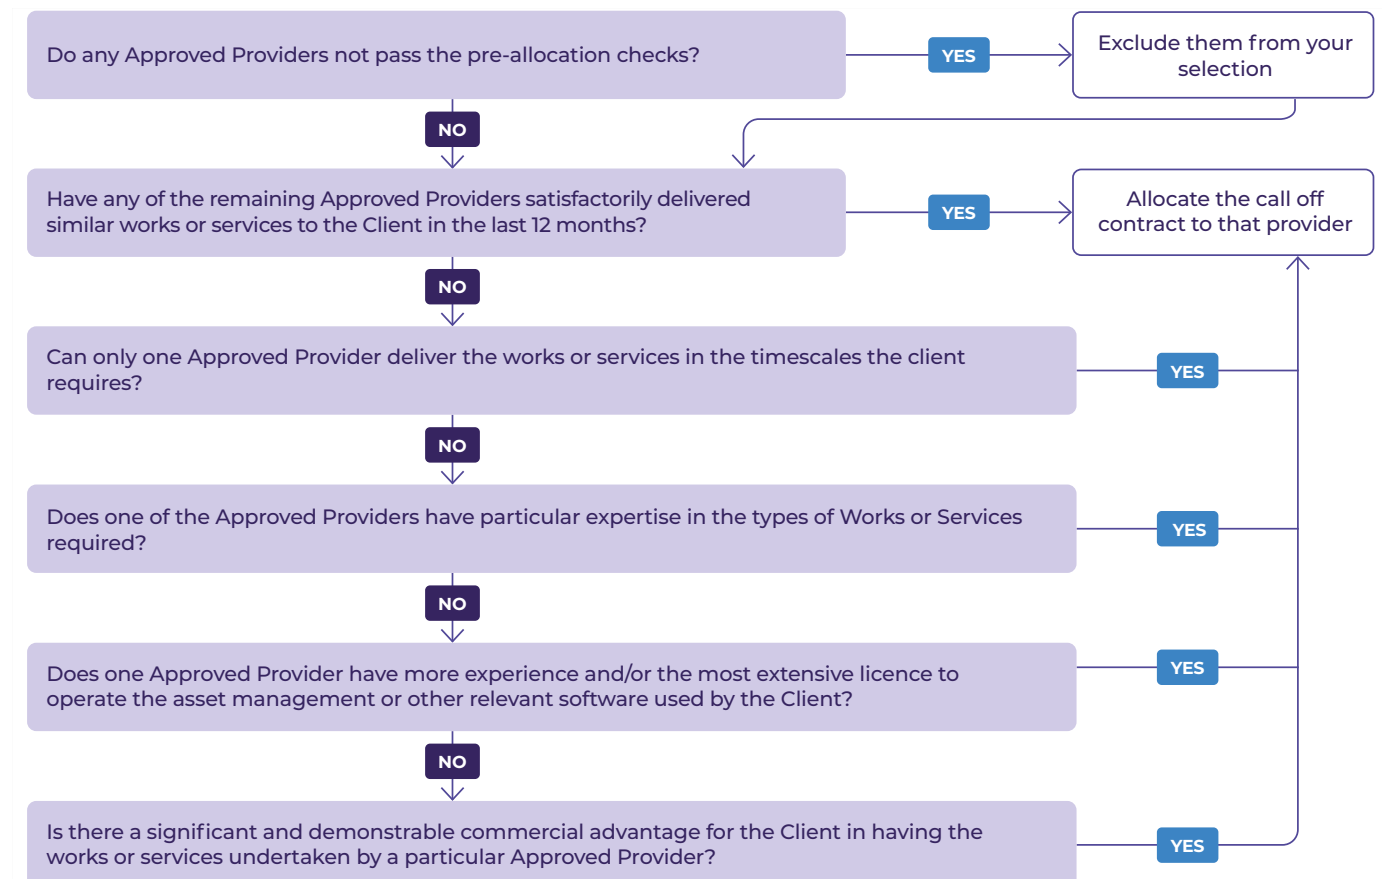 Do any Approved Providers not pass the pre-allocation checks?
YES
Exclude them from your
selection
NO
Have any of the remaining Approved Providers satisfactorily delivered
similar works or services to the Client in the last 12 months?
YES
Allocate the call off
contract to that provider
NO
Can only one Approved Provider deliver the works or services in the timescales the client
requires?
YES
NO
Does one of the Approved Providers have particular expertise in the types of Works or Services
required?
YES
NO
Does one Approved Provider have more experience and/or the most extensive licence to
operate the asset management or other relevant software used by the Client?
YES
NO
Is there a significant and demonstrable commercial advantage for the Client in having the
works or services undertaken by a particular Approved Provider?
YES